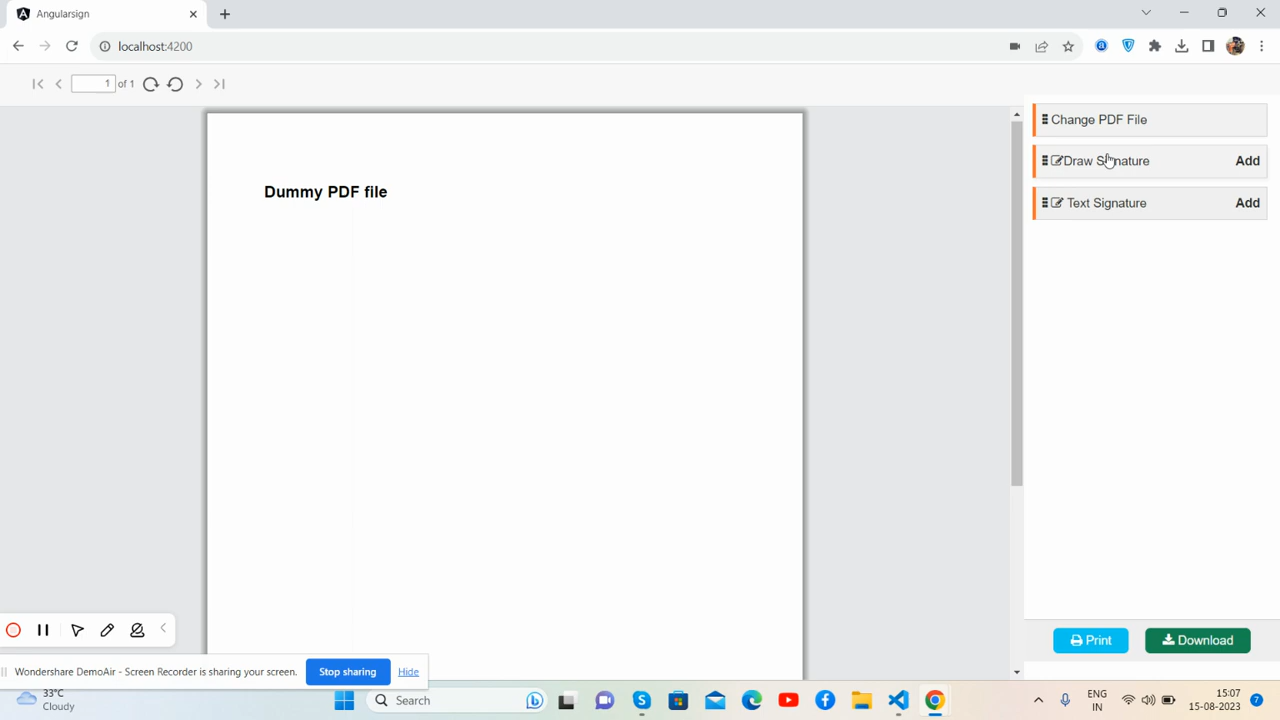 Angularsign
localhost:4200
1 of 1
Change PDF File
Draw Signature Add
Text Signature Add
Dummy PDF file
Print Download
Wondershare DemoAir - Screen Recorder is sharing your screen. Stop sharing Hide
33°C
Cloudy
Search
ENG
IN
15:07
15-08-2023
7